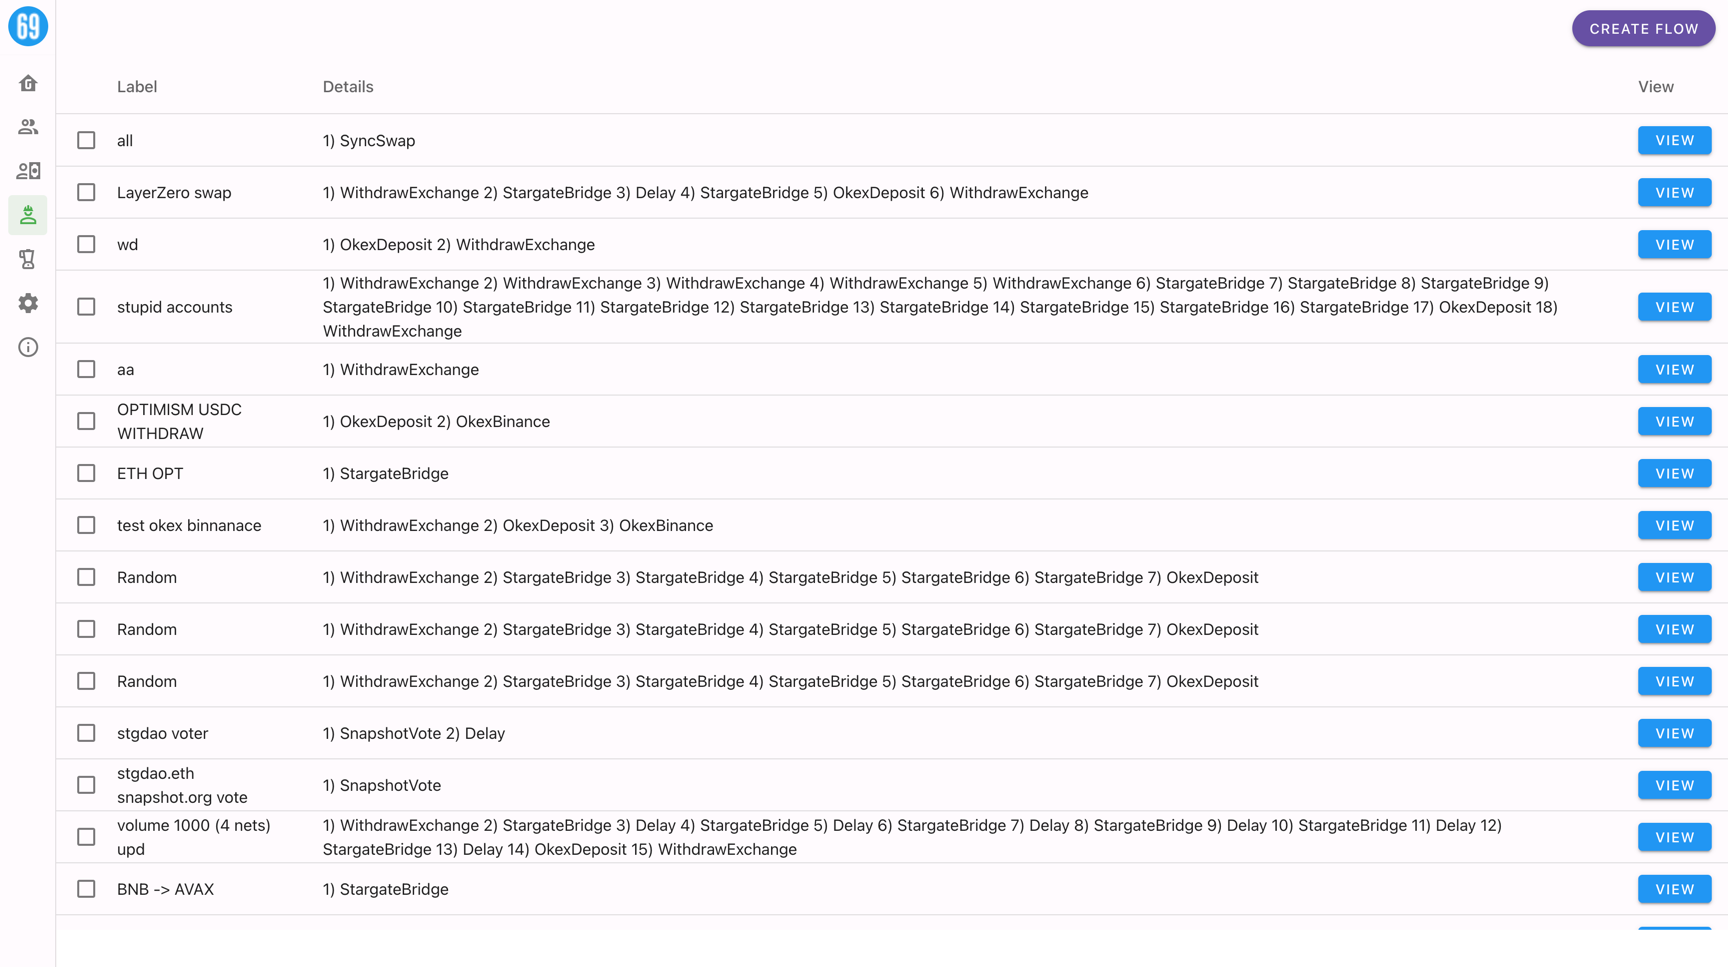 69
CREATE FLOW
Label Details View
all 1) SyncSwap VIEW
LayerZero swap 1) WithdrawExchange 2) StargateBridge 3) Delay 4) StargateBridge 5) OkexDeposit 6) WithdrawExchange VIEW
wd 1) OkexDeposit 2) WithdrawExchange VIEW
1) WithdrawExchange 2) WithdrawExchange 3) WithdrawExchange 4) WithdrawExchange 5) WithdrawExchange 6) StargateBridge 7) StargateBridge 8) StargateBridge 9)
stupid accounts StargateBridge 10) StargateBridge 11) StargateBridge 12) StargateBridge 13) StargateBridge 14) StargateBridge 15) StargateBridge 16) StargateBridge 17) OkexDeposit 18) VIEW
WithdrawExchange
aa 1) WithdrawExchange VIEW
OPTIMISM USDC
WITHDRAW 1) OkexDeposit 2) OkexBinance VIEW
ETH OPT 1) StargateBridge VIEW
test okex binnanace 1) WithdrawExchange 2) OkexDeposit 3) OkexBinance VIEW
Random 1) WithdrawExchange 2) StargateBridge 3) StargateBridge 4) StargateBridge 5) StargateBridge 6) StargateBridge 7) OkexDeposit VIEW
Random 1) WithdrawExchange 2) StargateBridge 3) StargateBridge 4) StargateBridge 5) StargateBridge 6) StargateBridge 7) OkexDeposit VIEW
Random 1) WithdrawExchange 2) StargateBridge 3) StargateBridge 4) StargateBridge 5) StargateBridge 6) StargateBridge 7) OkexDeposit VIEW
stgdao voter 1) SnapshotVote 2) Delay VIEW
stgdao.eth
snapshot.org vote 1) SnapshotVote VIEW
volume 1000 (4 nets) 1) WithdrawExchange 2) StargateBridge 3) Delay 4) StargateBridge 5) Delay 6) StargateBridge 7) Delay 8) StargateBridge 9) Delay 10) StargateBridge 11) Delay 12)
upd StargateBridge 13) Delay 14) OkexDeposit 15) WithdrawExchange VIEW
BNB -> AVAX 1) StargateBridge VIEW